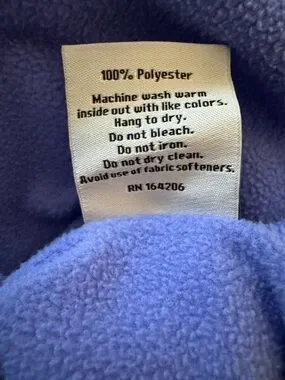 100% Polyester
Machine wash warm
inside out with like colors.
Hang to dry.
Do not bleach.
Do not iron.
Do not dry clean.
Avoid use of fabric softeners.
RN 164206